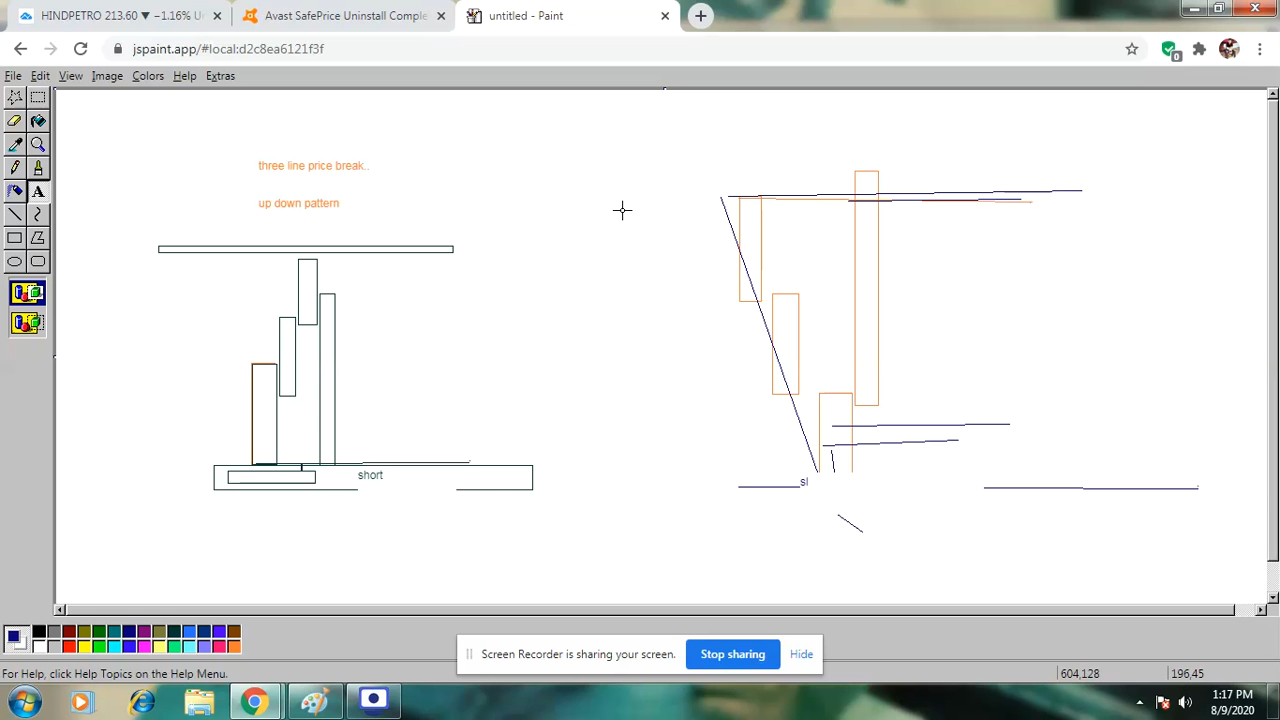 HINDPETRO 213.60 ▼ −1.16% U
Avast SafePrice Uninstall Comple
untitled - Paint
jspaint.app/#local:d2c8ea6121f3f
0
File Edit View Image Colors Help Extras
three line price break..
up down pattern
short
sl
Screen Recorder is sharing your screen. Stop sharing Hide
For Help, click Help Topics on the Help Menu. 604,128 196,45
1:17 PM
8/9/2020